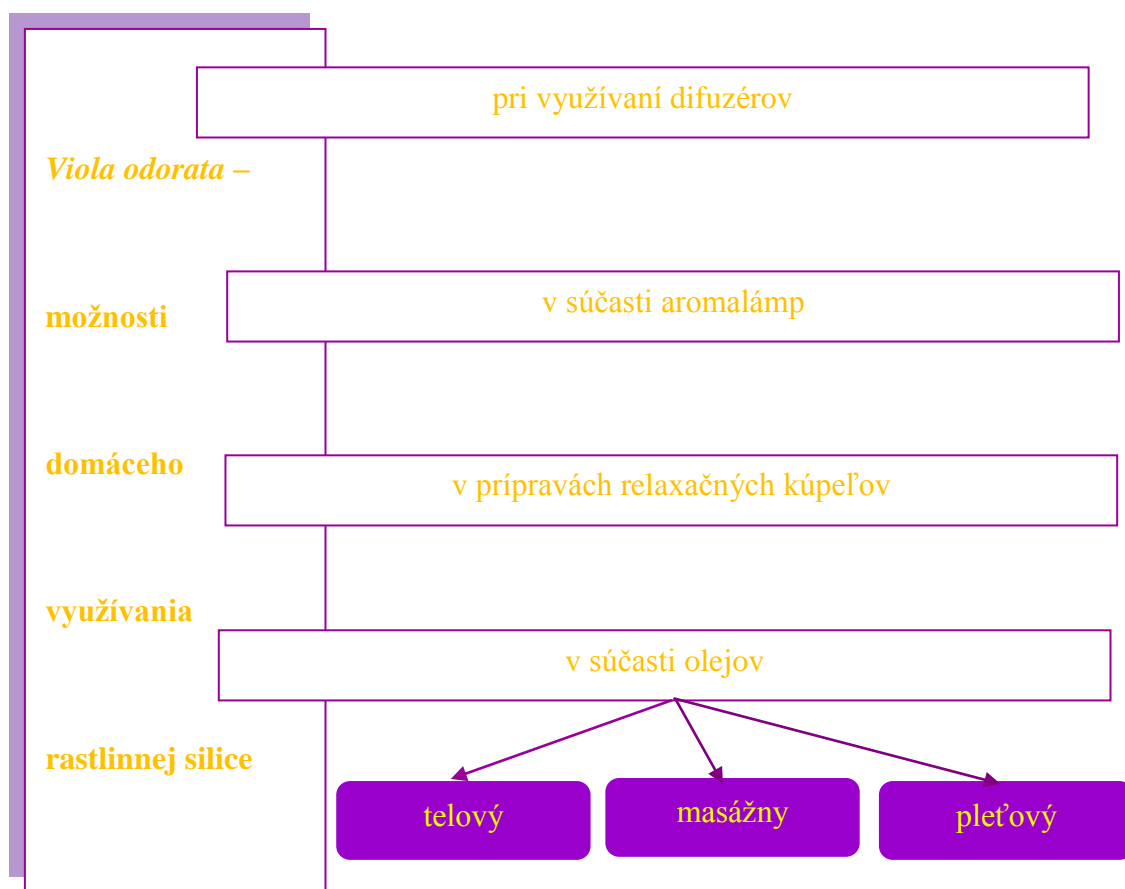 pri využívaní difuzérov
Viola odorata –
v súčasti aromalámp
možnosti
domáceho
v prípravách relaxačných kúpeľov
využívania
v súčasti olejov
rastlinnej silice
telový
masážny
pleťový